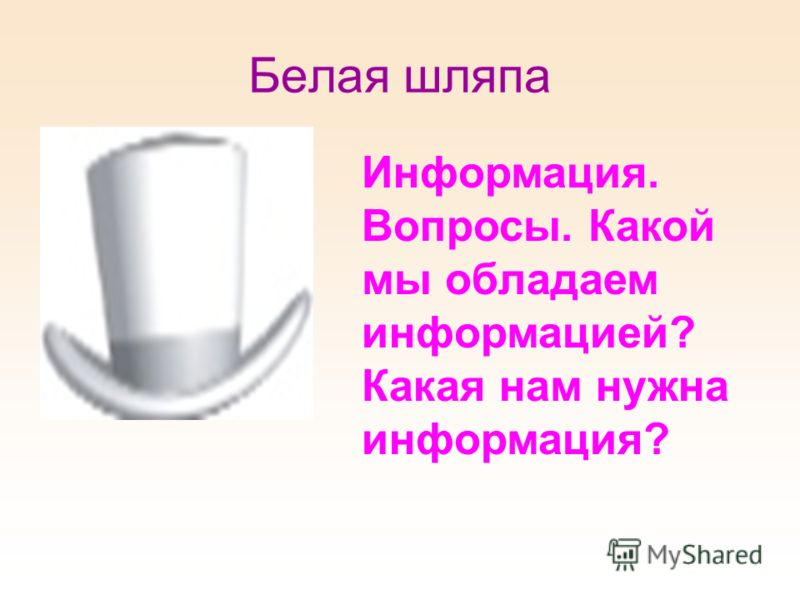 Белая шляпа
Информация.
Вопросы. Какой
мы обладаем
информацией?
Какая нам нужна
информация?
MyShared